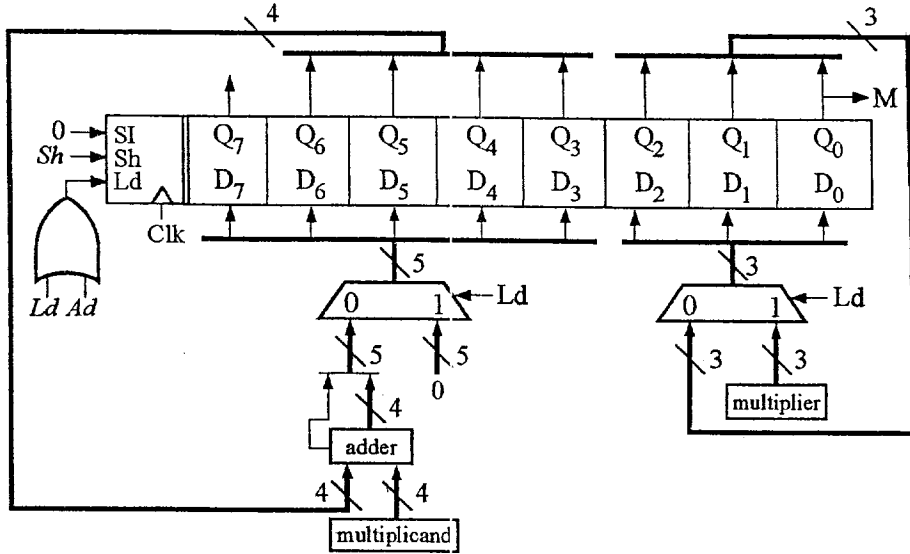 4
3
M
0 SI Q7 Q6 Q5 Q4 Q3 Q2 Q1 Q0
Sh Sh
Ld D7 D6 D5 D4 D3 D2 D1 D0
Clk
Ld Ad
5
3
0 1 Ld
0 1 Ld
5
5
3
3
0
4
multiplier
adder
4
4
multiplicand